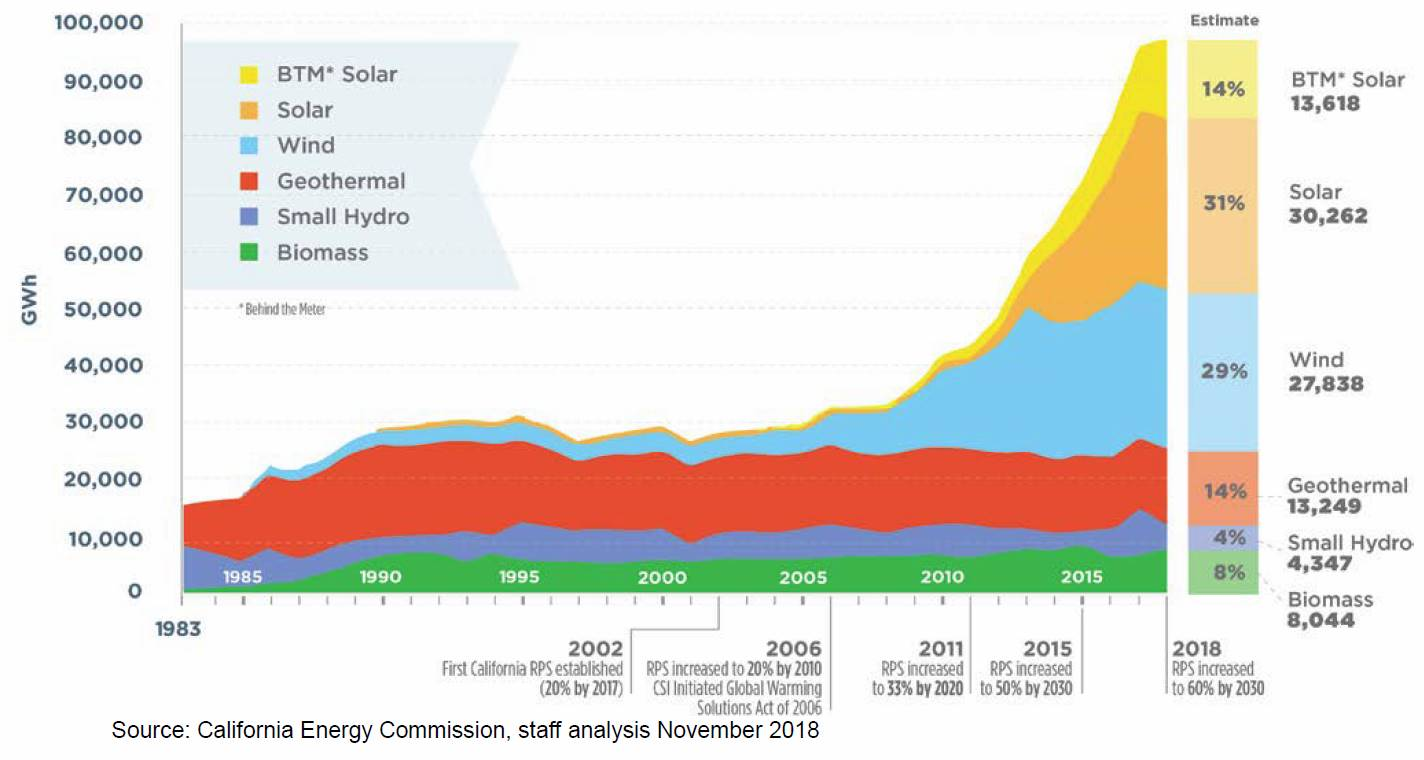 100,000
90,000
80,000
70,000
60,000
50,000
40,000
30,000
20,000
10,000
0
GWh
BTM* Solar
Solar
Wind
Geothermal
Small Hydro
Biomass
* Behind the Meter
1985
1990
1995
2000
2005
2010
2015
1983
2002
First California RPS established
(20% by 2017)
2006
RPS increased to 20% by 2010
CSI Initiated Global Warming
Solutions Act of 2006
2011
RPS increased
to 33% by 2020
2015
RPS increased
to 50% by 2030
2018
RPS increased
to 60% by 2030
Estimate
14%
BTM* Solar
13,618
31%
Solar
30,262
29%
Wind
27,838
14%
Geothermal
13,249
4%
Small Hydro
4,347
8%
Biomass
8,044
Source: California Energy Commission, staff analysis November 2018